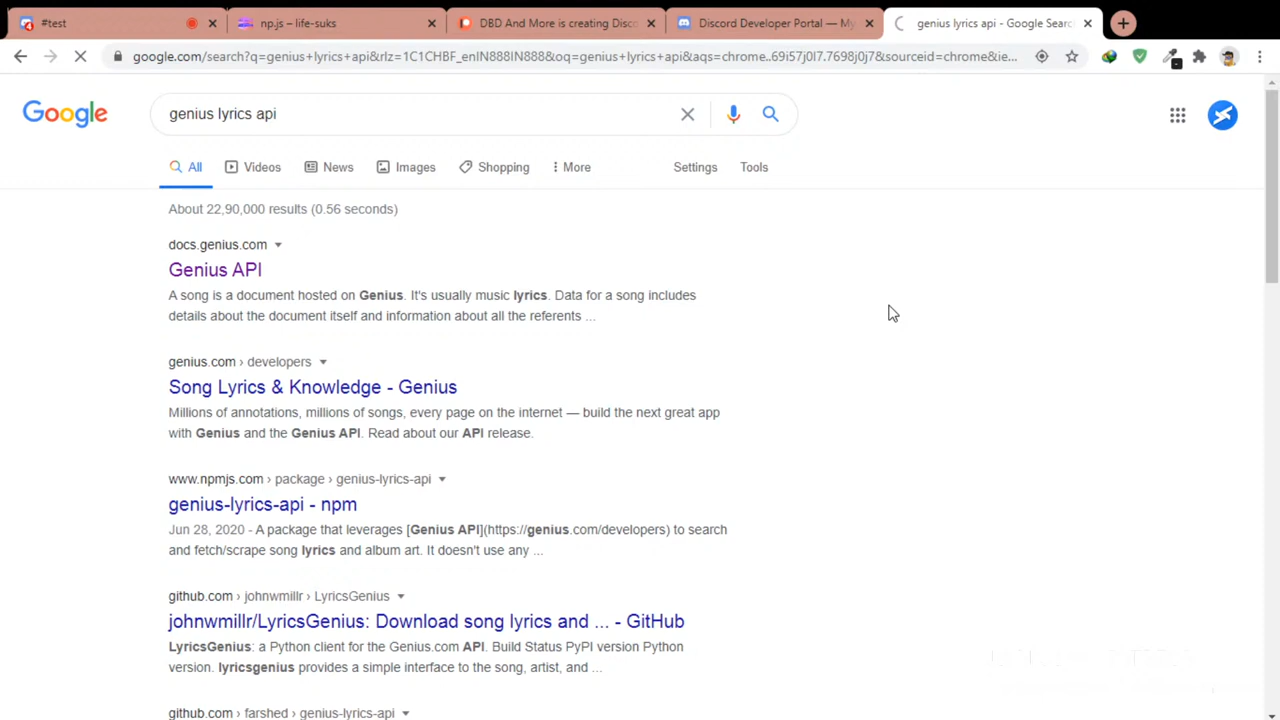 #test
np.js – life-suks
DBD And More is creating Disco
Discord Developer Portal — My
genius lyrics api - Google Searc
google.com/search?q=genius+lyrics+api&rlz=1C1CHBF_enIN888IN888&oq=genius+lyrics+api&aqs=chrome..69i57j0l7.7698j0j7&sourceid=chrome&ie...
Google
genius lyrics api
All
Videos
News
Images
Shopping
More
Settings
Tools
About 22,90,000 results (0.56 seconds)
docs.genius.com
Genius API
A song is a document hosted on Genius. It's usually music lyrics. Data for a song includes
details about the document itself and information about all the referents ...
genius.com › developers
Song Lyrics & Knowledge - Genius
Millions of annotations, millions of songs, every page on the internet — build the next great app
with Genius and the Genius API. Read about our API release.
www.npmjs.com › package › genius-lyrics-api
genius-lyrics-api - npm
Jun 28, 2020 - A package that leverages [Genius API](https://genius.com/developers) to search
and fetch/scrape song lyrics and album art. It doesn't use any ...
github.com › johnwmillr › LyricsGenius
johnwmillr/LyricsGenius: Download song lyrics and ... - GitHub
LyricsGenius: a Python client for the Genius.com API. Build Status PyPI version Python
version. lyricsgenius provides a simple interface to the song, artist, and ...
github.com › farshed › genius-lyrics-api